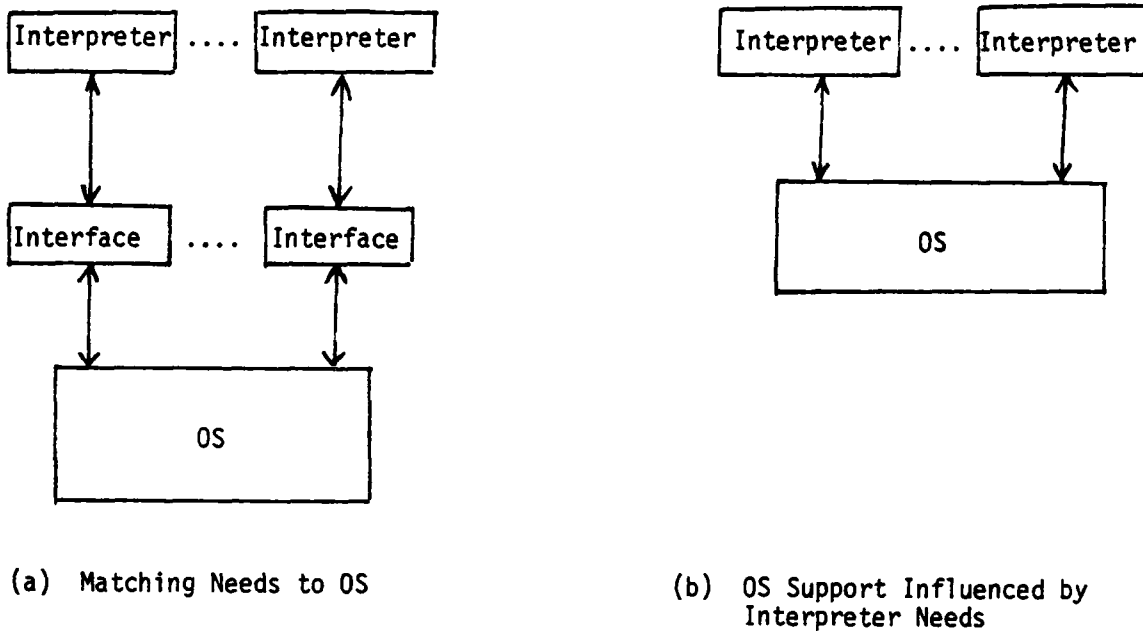 Interpreter .... Interpreter
Interface .... Interface
OS
(a) Matching Needs to OS
Interpreter .... Interpreter
OS
(b) OS Support Influenced by
Interpreter Needs